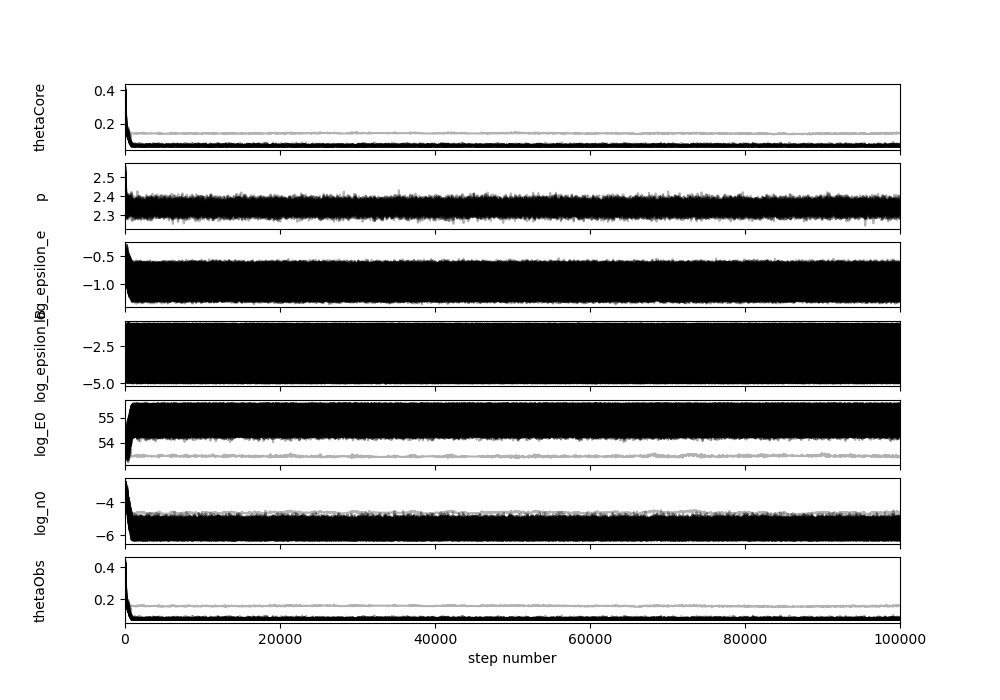 thetaCore
0.4
0.2
p
2.5
2.4
2.3
log_epsilon_e
−0.5
−1.0
log_epsilon_B
−2.5
−5.0
log_E0
55
54
log_n0
−4
−6
thetaObs
0.4
0.2
0
20000
40000
60000
80000
100000
step number